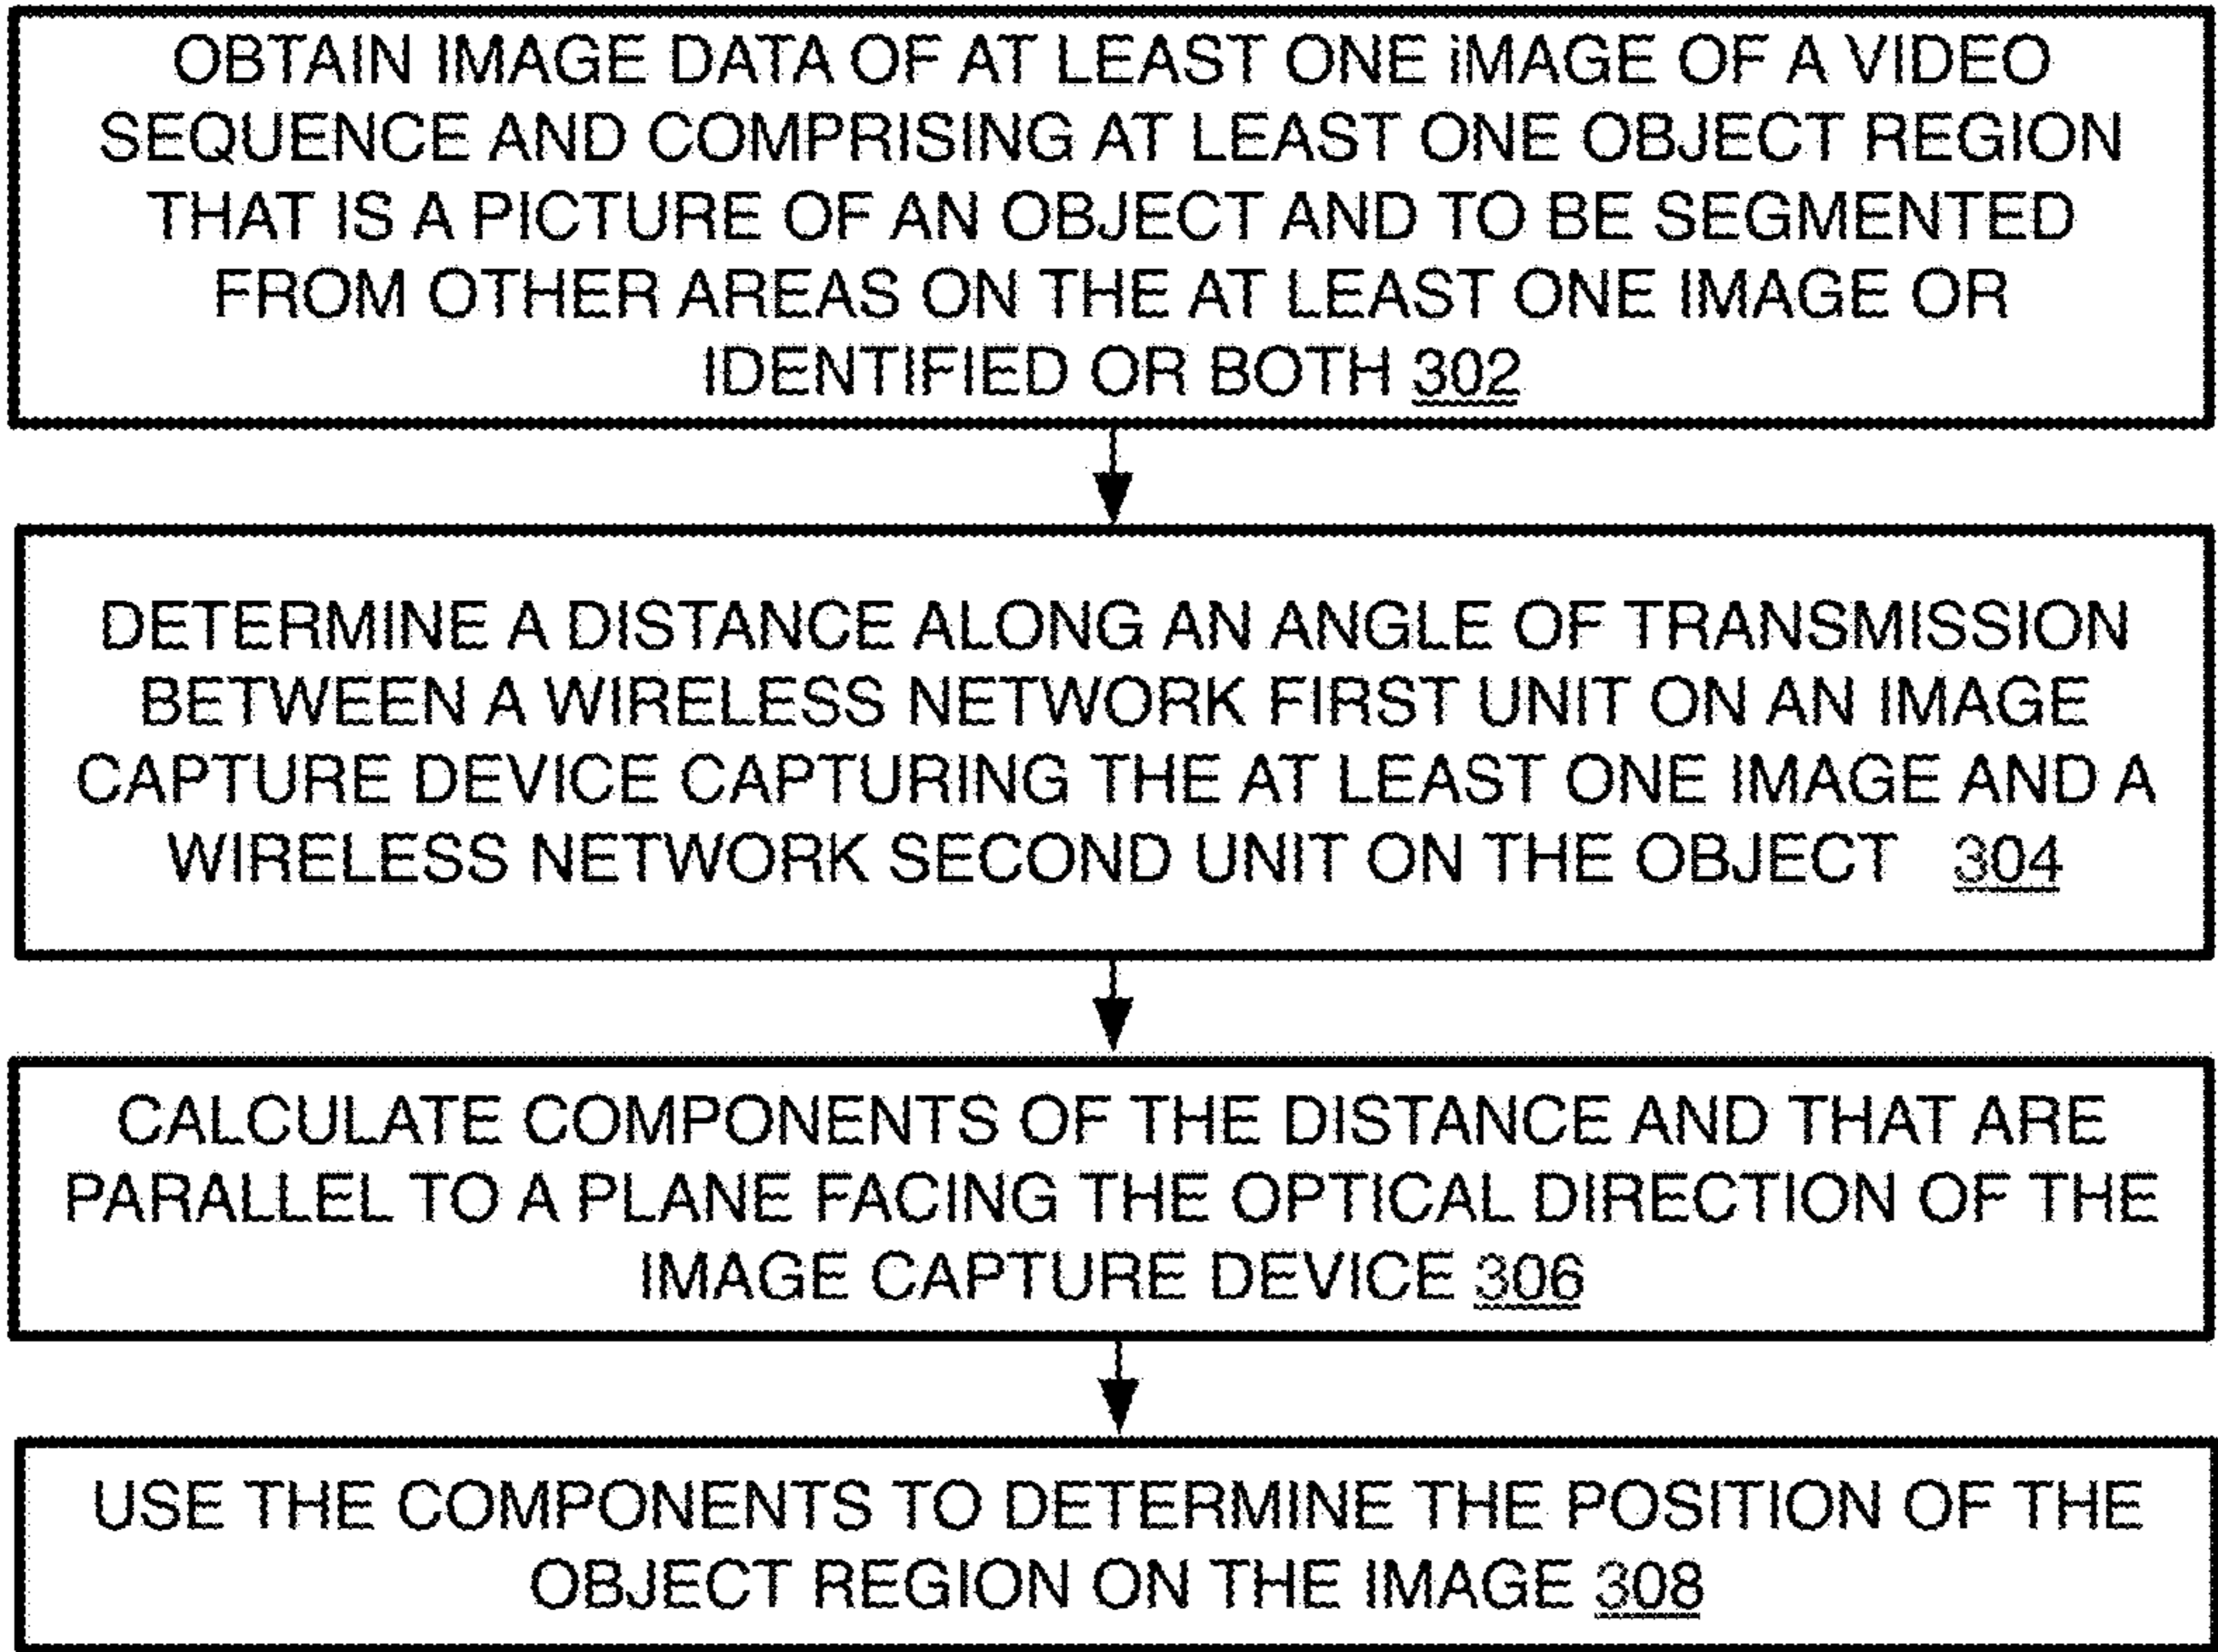 OBTAIN IMAGE DATA OF AT LEAST ONE iMAGE OF A VIDEO
SEQUENCE AND COMPRISING AT LEAST ONE OBJECT REGION
THAT IS A PICTURE OF AN OBJECT AND TO BE SEGMENTED
FROM OTHER AREAS ON THE AT LEAST ONE IMAGE OR
IDENTIFIED OR BOTH 302
DETERMINE A DISTANCE ALONG AN ANGLE OF TRANSMISSION
BETWEEN A WIRELESS NETWORK FIRST UNIT ON AN IMAGE
CAPTURE DEVICE CAPTURING THE AT LEAST ONE IMAGE AND A
WIRELESS NETWORK SECOND UNIT ON THE OBJECT 304
CALCULATE COMPONENTS OF THE DISTANCE AND THAT ARE
PARALLEL TO A PLANE FACING THE OPTICAL DIRECTION OF THE
IMAGE CAPTURE DEVICE 306
USE THE COMPONENTS TO DETERMINE THE POSITION OF THE
OBJECT REGION ON THE IMAGE 308